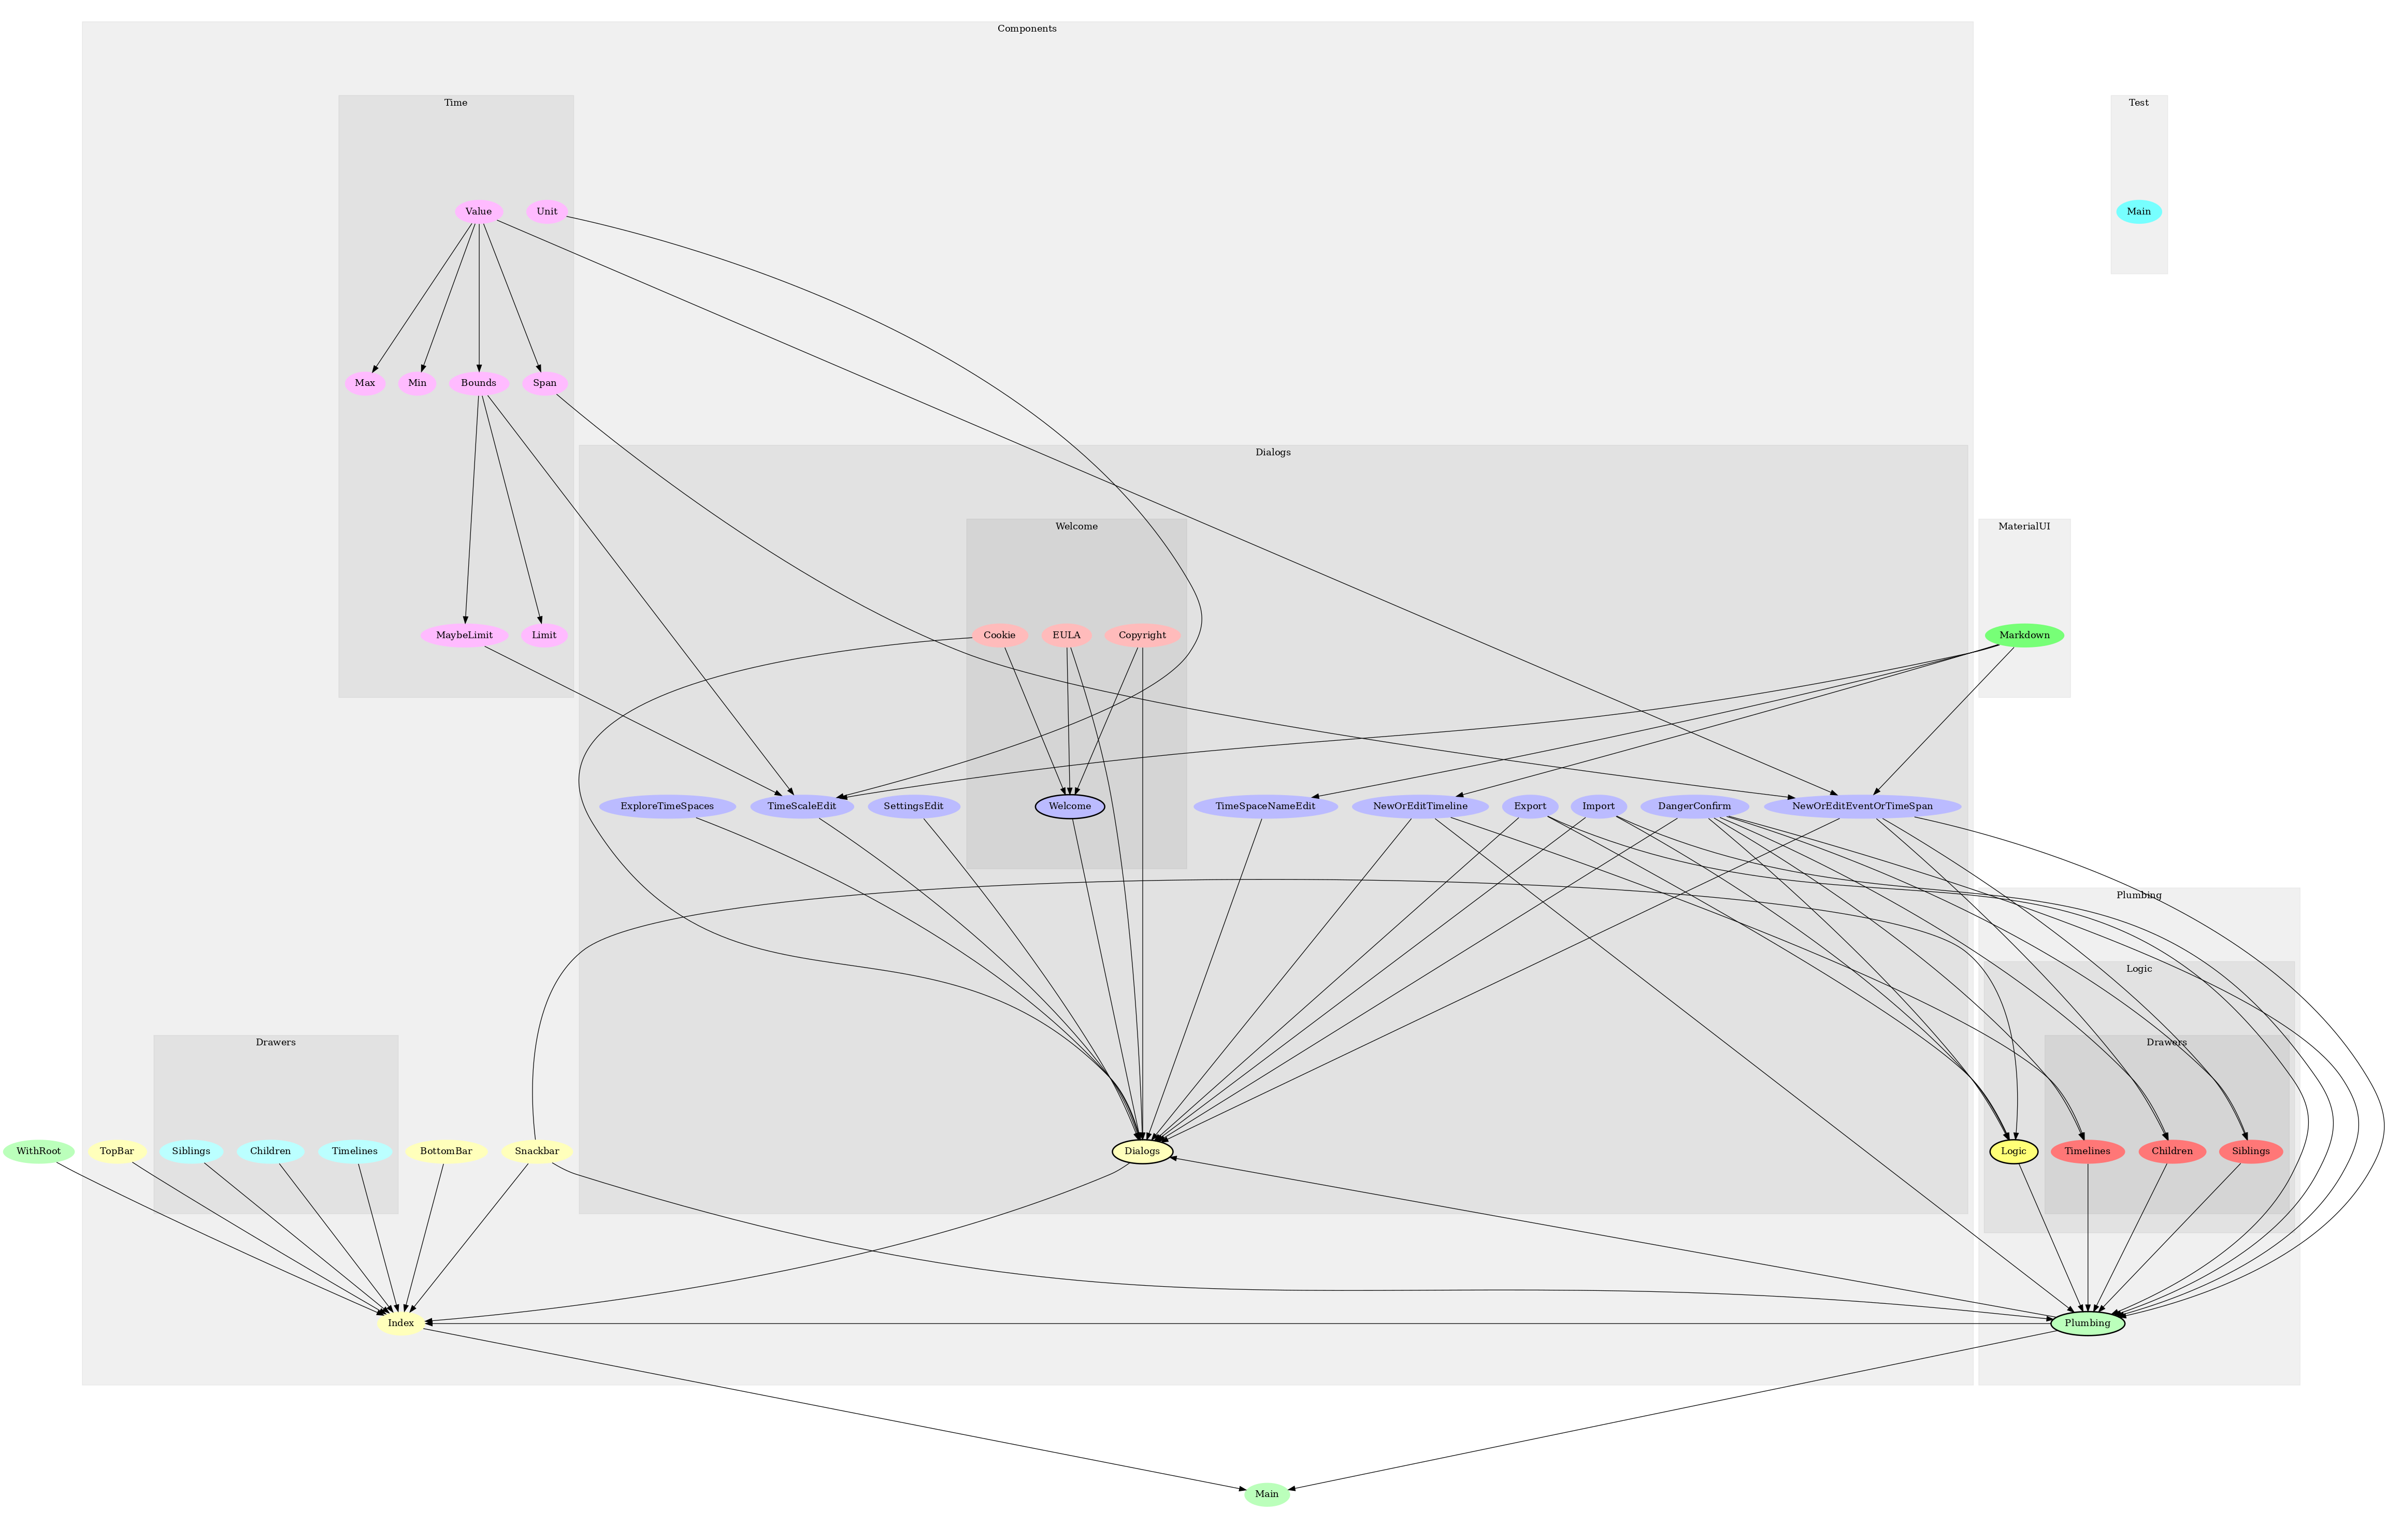 Components
Time
Test
Value
Unit
Main
Max
Min
Bounds
Span
Dialogs
Welcome
MaterialUI
MaybeLimit
Limit
Cookie
EULA
Copyright
Markdown
ExploreTimeSpaces
TimeScaleEdit
SettingsEdit
Welcome
TimeSpaceNameEdit
NewOrEditTimeline
Export
Import
DangerConfirm
NewOrEditEventOrTimeSpan
Plumbing
Logic
Drawers
Drawers
WithRoot
TopBar
Siblings
Children
Timelines
BottomBar
Snackbar
Dialogs
Logic
Timelines
Children
Siblings
Index
Plumbing
Main